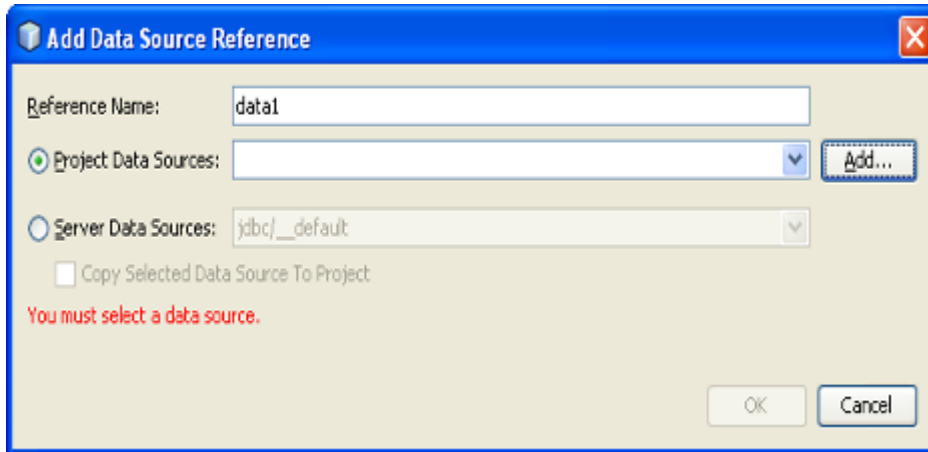 Add Data Source Reference
Reference Name: data1
Project Data Sources: Add...
Server Data Sources: jdbc/__default
Copy Selected Data Source To Project
You must select a data source.
OK Cancel